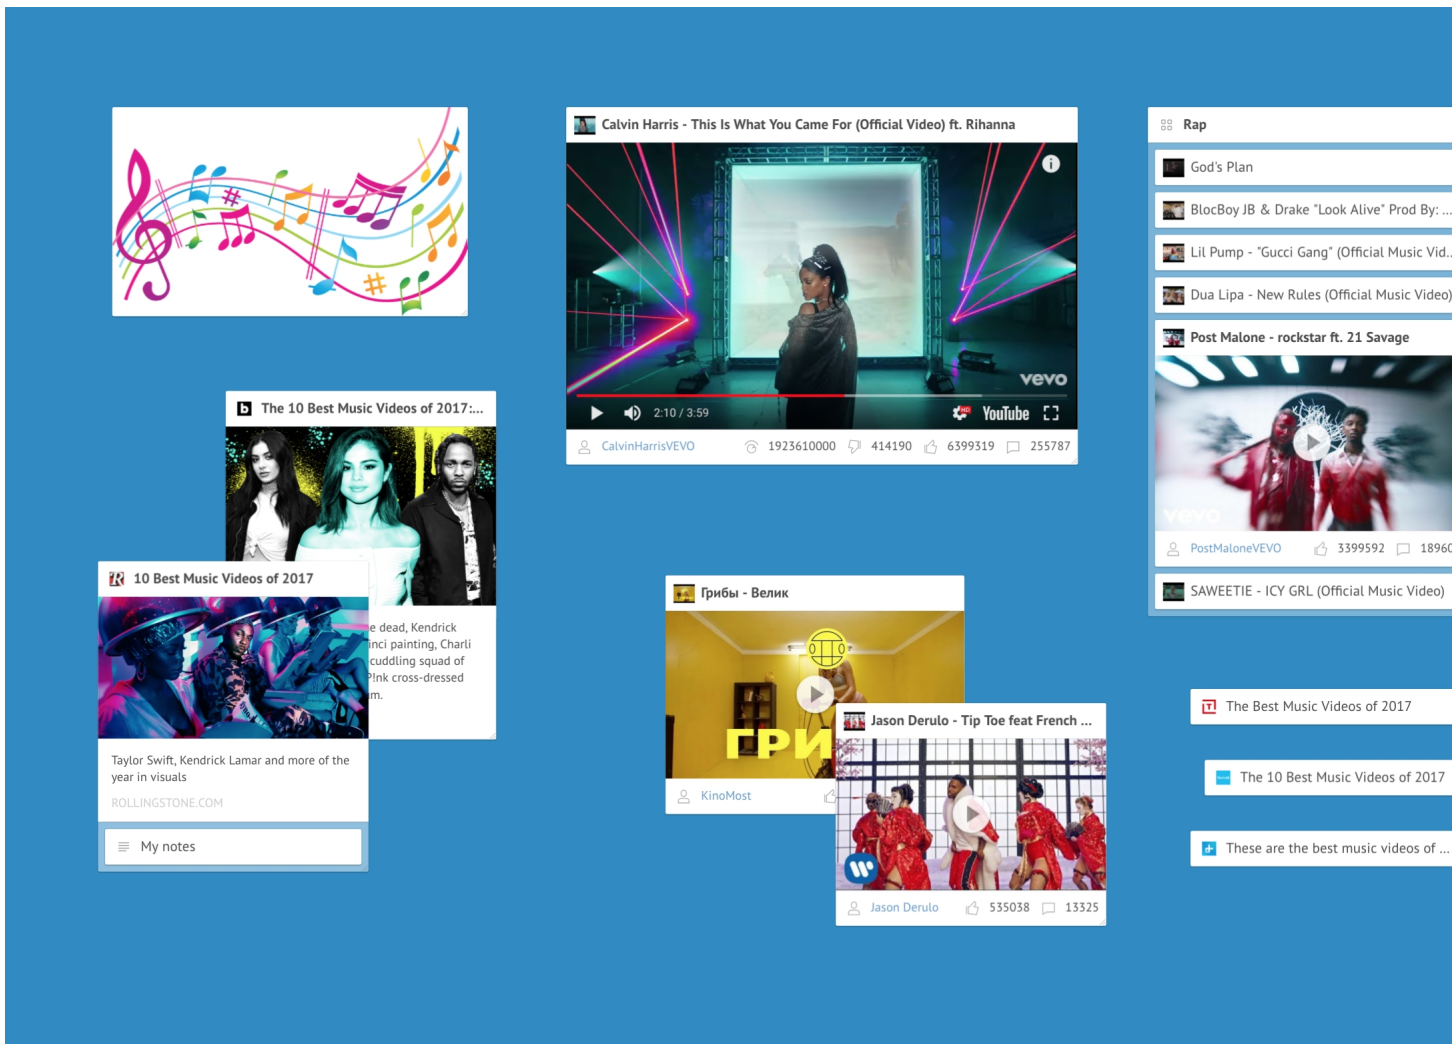 Calvin Harris - This Is What You Came For (Official Video) ft. Rihanna
vevo
2:10 / 3:59
HD
YouTube
CalvinHarrisVEVO 1923610000 414190 6399319 255787
Rap
God's Plan
BlocBoy JB & Drake "Look Alive" Prod By: ...
Lil Pump - "Gucci Gang" (Official Music Vid...
Dua Lipa - New Rules (Official Music Video)
Post Malone - rockstar ft. 21 Savage
vevo
PostMaloneVEVO 3399592 1896
SAWEETIE - ICY GRL (Official Music Video)
The 10 Best Music Videos of 2017:...
e dead, Kendrick
inci painting, Charli
cuddling squad of
P!nk cross-dressed
um.
10 Best Music Videos of 2017
Taylor Swift, Kendrick Lamar and more of the
year in visuals
ROLLINGSTONE.COM
My notes
Грибы - Велик
ГРИ
KinoMost
Jason Derulo - Tip Toe feat French ...
Jason Derulo 535038 13325
The Best Music Videos of 2017
The 10 Best Music Videos of 2017
These are the best music videos of ...